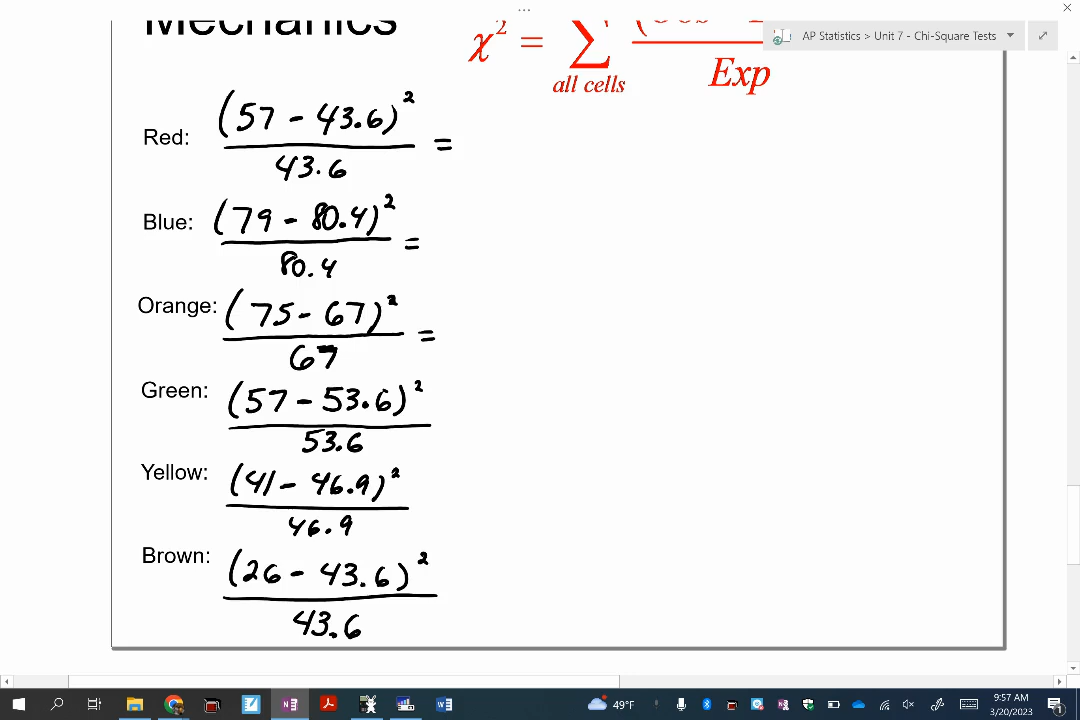 Mechanics
χ² = ∑ all cells (Obs - Exp
AP Statistics > Unit 7 - Chi-Square Tests
Red: (57 - 43.6)² / 43.6 =
Blue: (79 - 80.4)² / 80.4 =
Orange: (75 - 67)² / 67 =
Green: (57 - 53.6)² / 53.6
Yellow: (41 - 46.9)² / 46.9
Brown: (26 - 43.6)² / 43.6
49°F
9:57 AM
3/20/2023